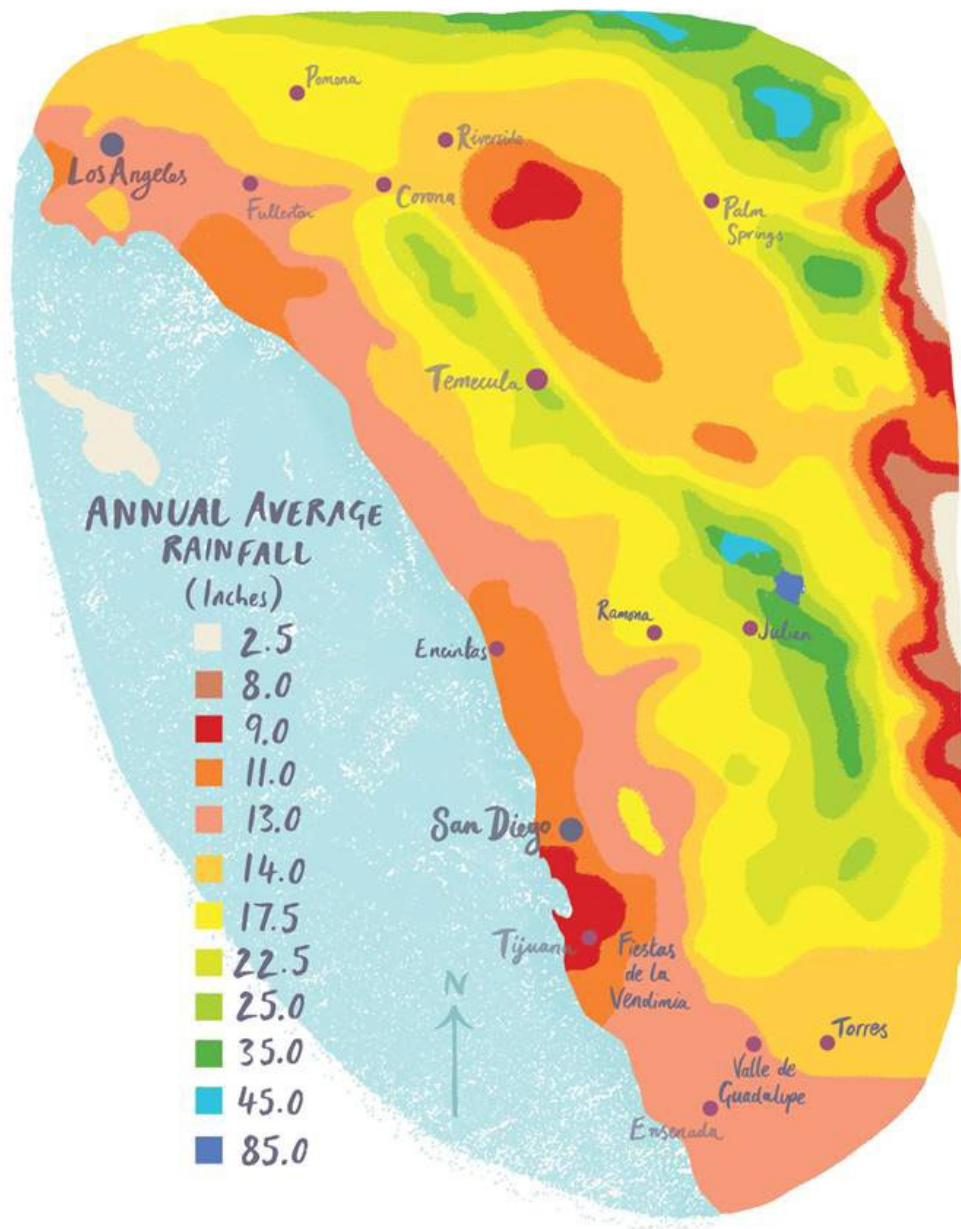 Pomona
Riverside
Los Angeles
Fullerton
Corona
Palm
Springs
Temecula
ANNUAL AVERAGE
RAINFALL
(Inches)
2.5
8.0
9.0
11.0
13.0
14.0
17.5
22.5
25.0
35.0
45.0
85.0
Ramona
Julian
Encintas
San Diego
Tijuana
Fiestas
de la
Vendimia
N
Torres
Valle de
Guadalupe
Ensenada